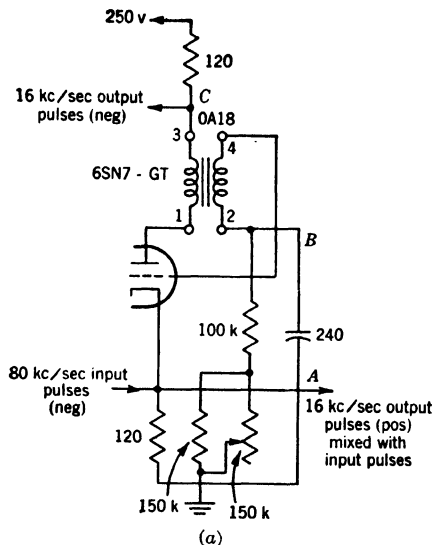 250 v
120
16 kc/sec output
pulses (neg)
C
0A18
3
4
6SN7 - GT
1
2
B
100 k
240
80 kc/sec input
pulses
(neg)
A
16 kc/sec output
pulses (pos)
mixed with
input pulses
120
150 k
150 k
(a)